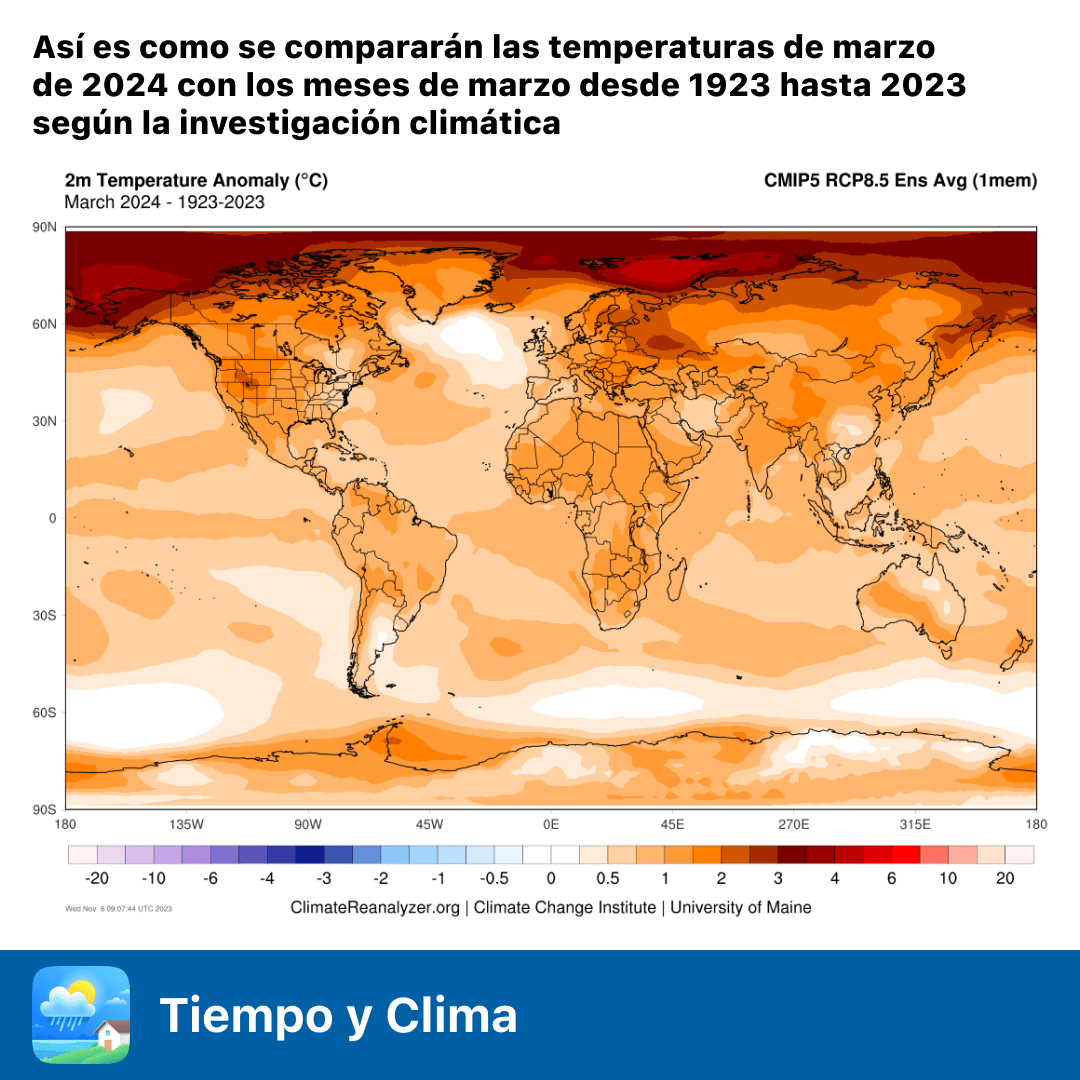 Así es como se compararán las temperaturas de marzo
de 2024 con los meses de marzo desde 1923 hasta 2023
según la investigación climática
2m Temperature Anomaly (°C)
CMIP5 RCP8.5 Ens Avg (1mem)
March 2024 - 1923-2023
90N
60N
30N
0
30S
60S
90S
180 135W 90W 45W 0E 45E 270E 315E 180
-20 -10 -6 -4 -3 -2 -1 -0.5 0 0.5 1 2 3 4 6 10 20
Wed Nov 8 09:07:44 UTC 2023
ClimateReanalyzer.org | Climate Change Institute | University of Maine
Tiempo y Clima